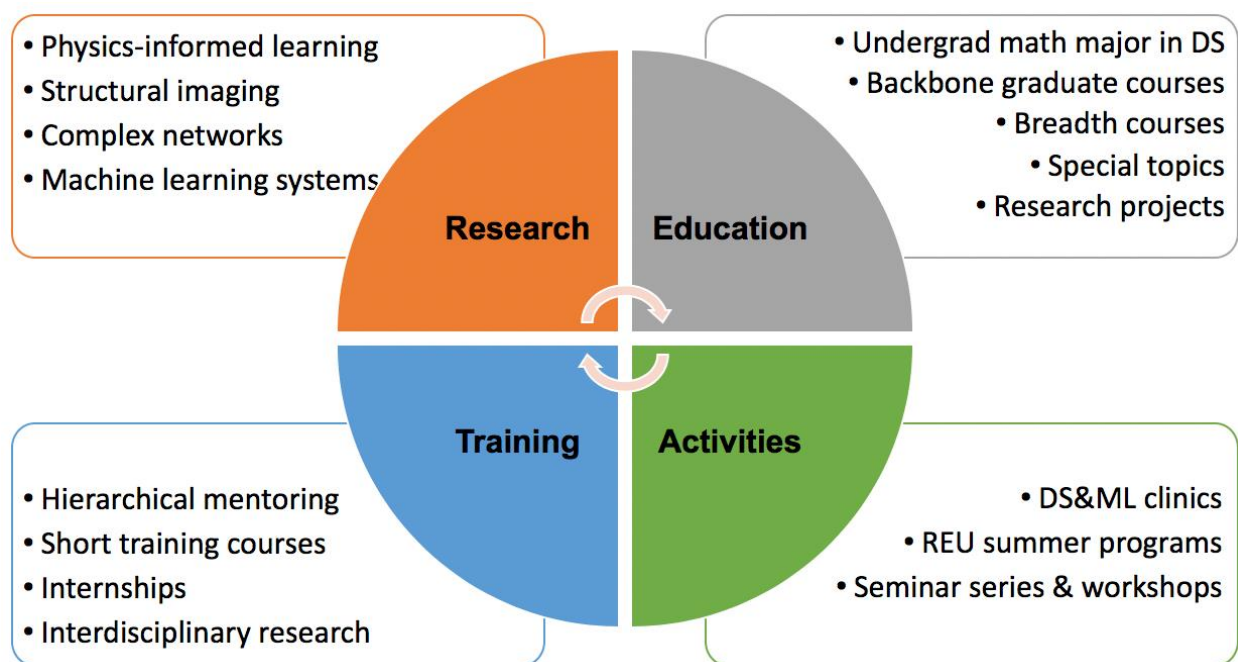 • Physics-informed learning
• Structural imaging
• Complex networks
• Machine learning systems
• Undergrad math major in DS
• Backbone graduate courses
• Breadth courses
• Special topics
• Research projects
Research
Education
Training
Activities
• Hierarchical mentoring
• Short training courses
• Internships
• Interdisciplinary research
• DS&ML clinics
• REU summer programs
• Seminar series & workshops